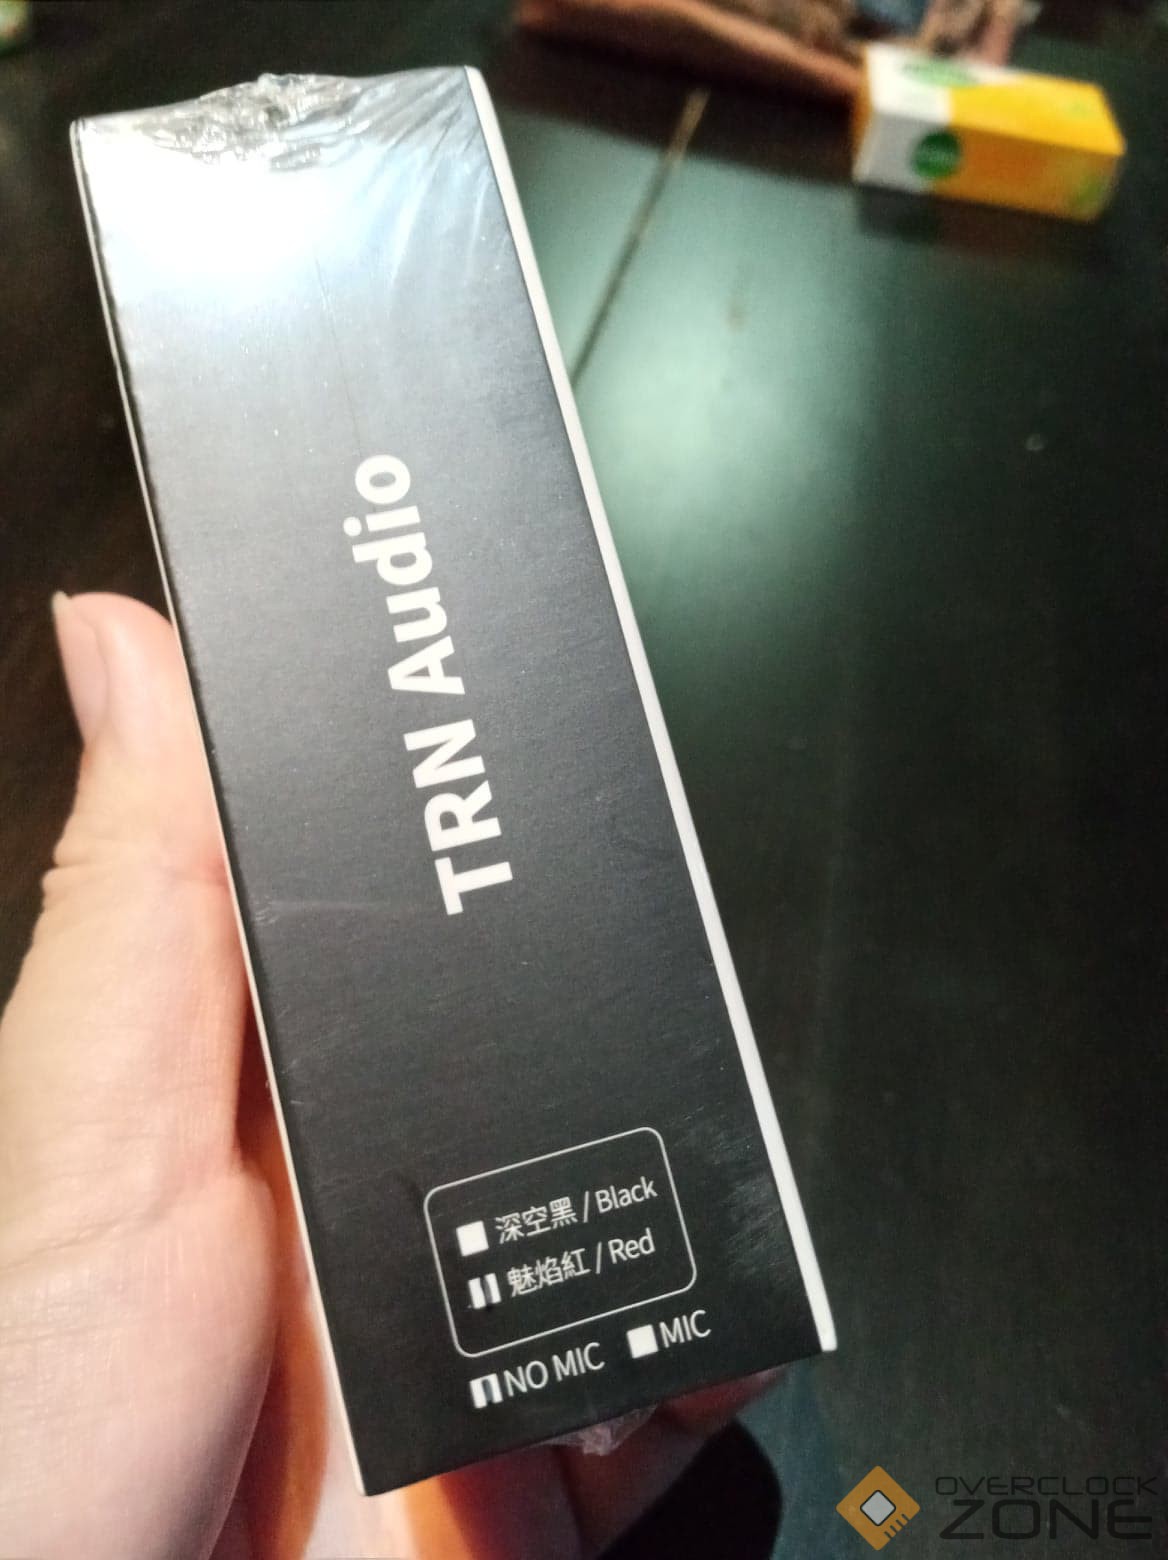 TRN Audio
深空黑 / Black
魅焰紅 / Red
NO MIC MIC
OVERCLOCK
ZONE